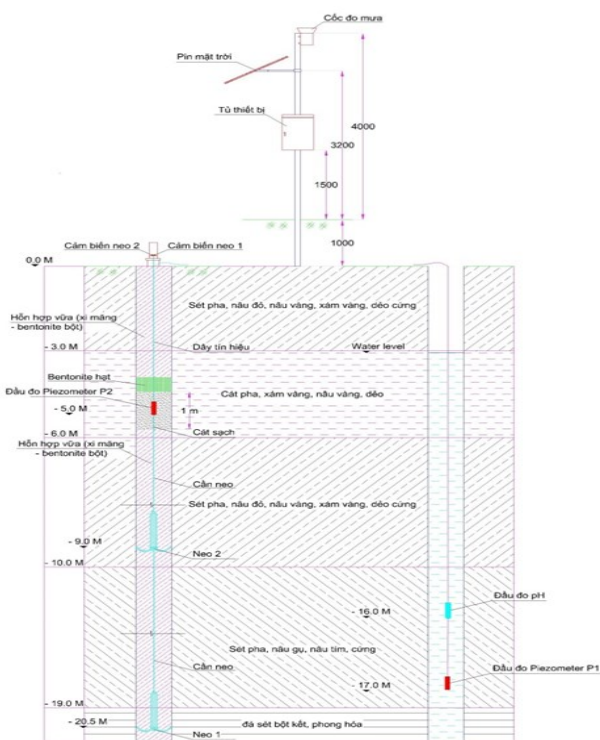 Cốc đo mưa
Pin mặt trời
Tủ thiết bị
4000
3200
1500
1000
Cảm biến neo 2
Cảm biến neo 1
0,0 M
Sét pha, nâu đỏ, nâu vàng, xám vàng, dẻo cứng
Hỗn hợp vữa (xi măng
- bentonite bột)
- 3.0 M
Dây tín hiệu
Water level
Bentonite hạt
Đầu đo Piezometer P2
Cát pha, xám vàng, nâu vàng, dẻo
- 5,0 M
1 m
- 6.0 M
Cát sạch
Hỗn hợp vữa (xi măng
- bentonite bột)
Cần neo
Sét pha, nâu đỏ, nâu vàng, xám vàng, dẻo cứng
- 9.0 M
Neo 2
- 10.0 M
Đầu đo pH
- 16.0 M
Sét pha, nâu gụ, nâu tím, cứng
Cần neo
Đầu đo Piezometer P1
- 17.0 M
- 19.0 M
- 20.5 M
đá sét bột kết, phong hóa
Neo 1